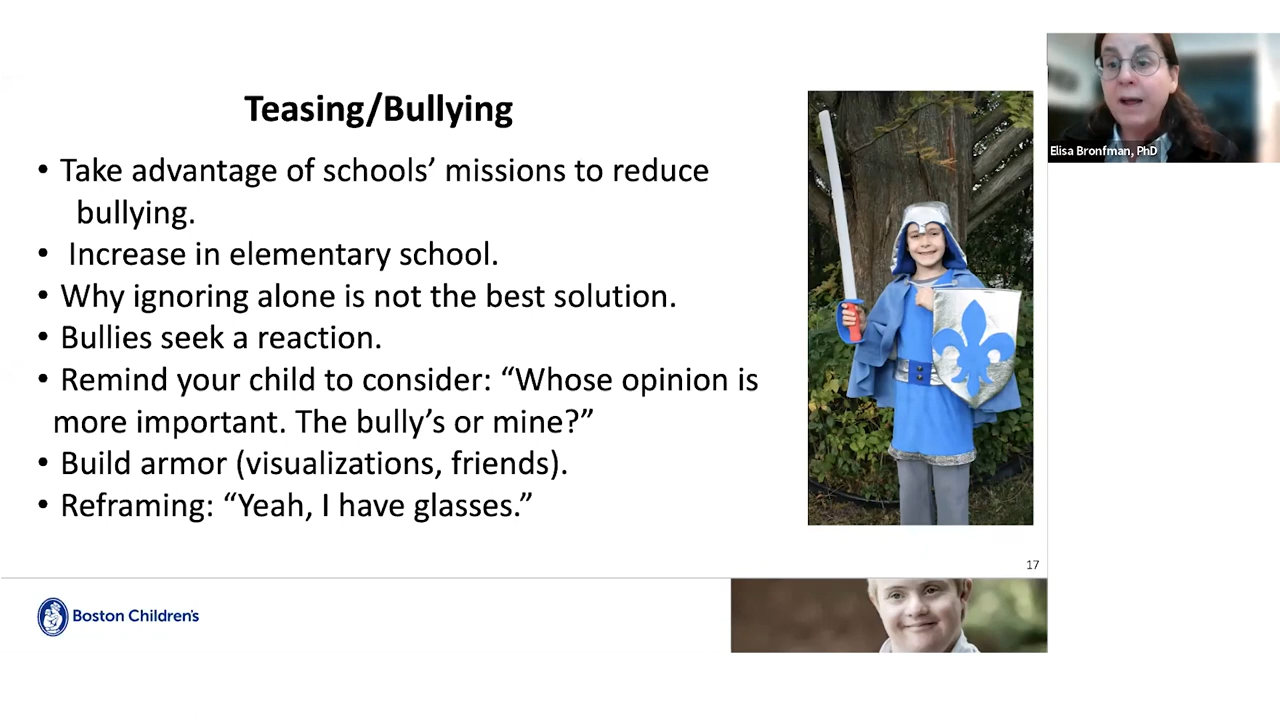 Teasing/Bullying
• Take advantage of schools’ missions to reduce
bullying.
• Increase in elementary school.
• Why ignoring alone is not the best solution.
• Bullies seek a reaction.
• Remind your child to consider: “Whose opinion is
more important. The bully’s or mine?”
• Build armor (visualizations, friends).
• Reframing: “Yeah, I have glasses.”
Elisa Bronfman, PhD
17
Boston Children's